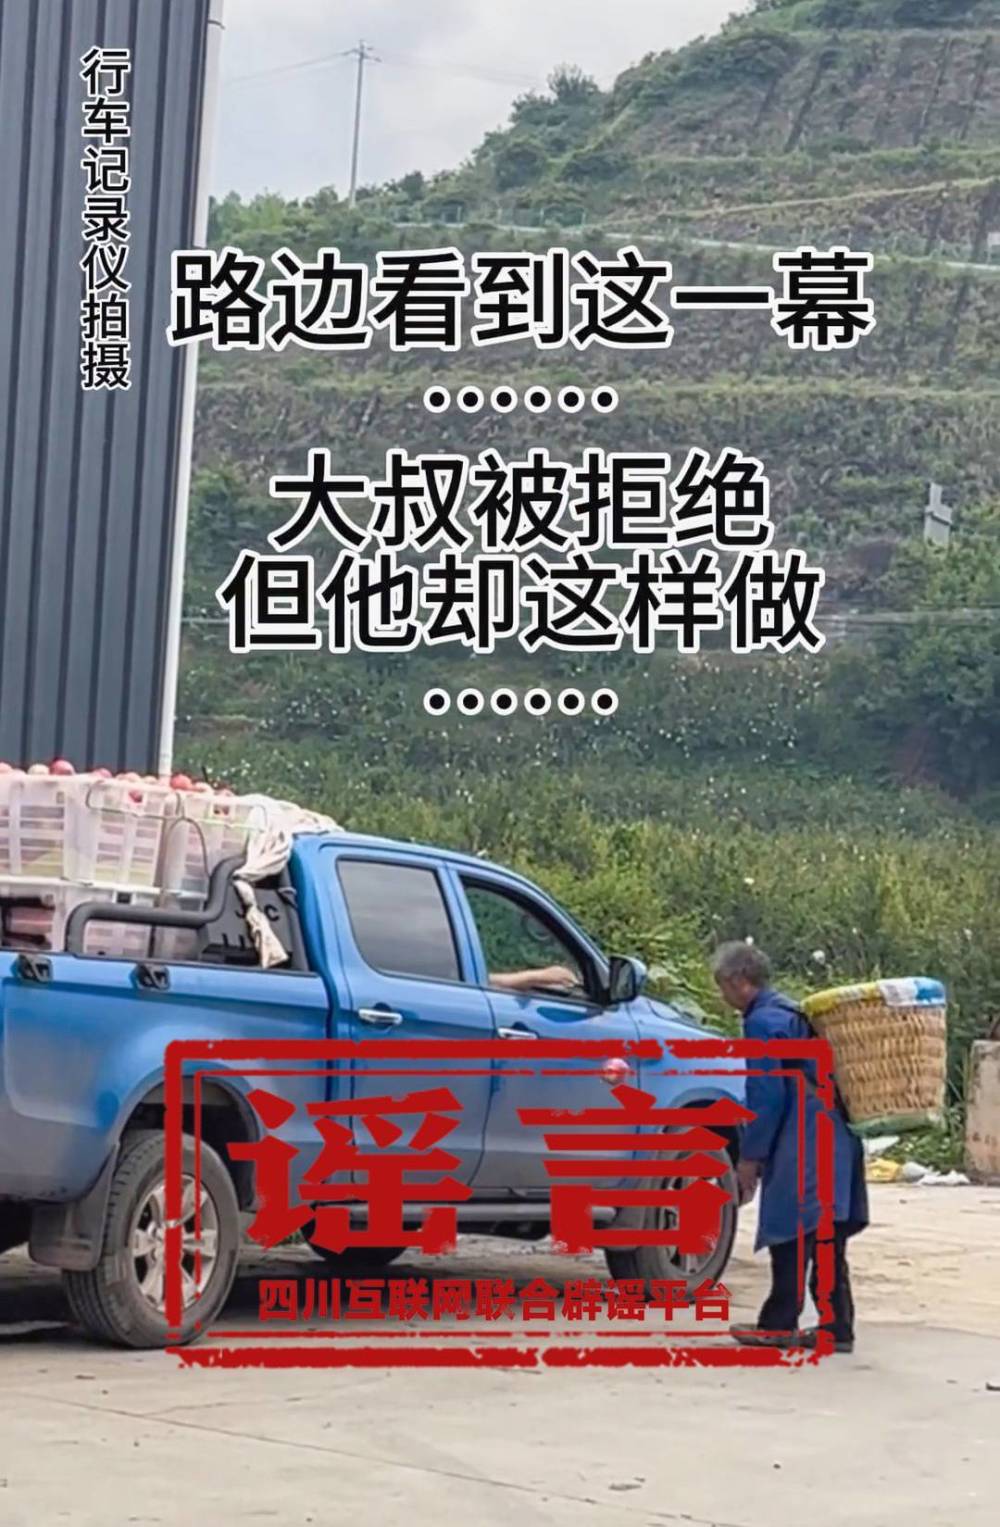 行车记录仪拍摄
路边看到这一幕
……
大叔被拒绝
但他却这样做
……
谣言
四川互联网联合辟谣平台